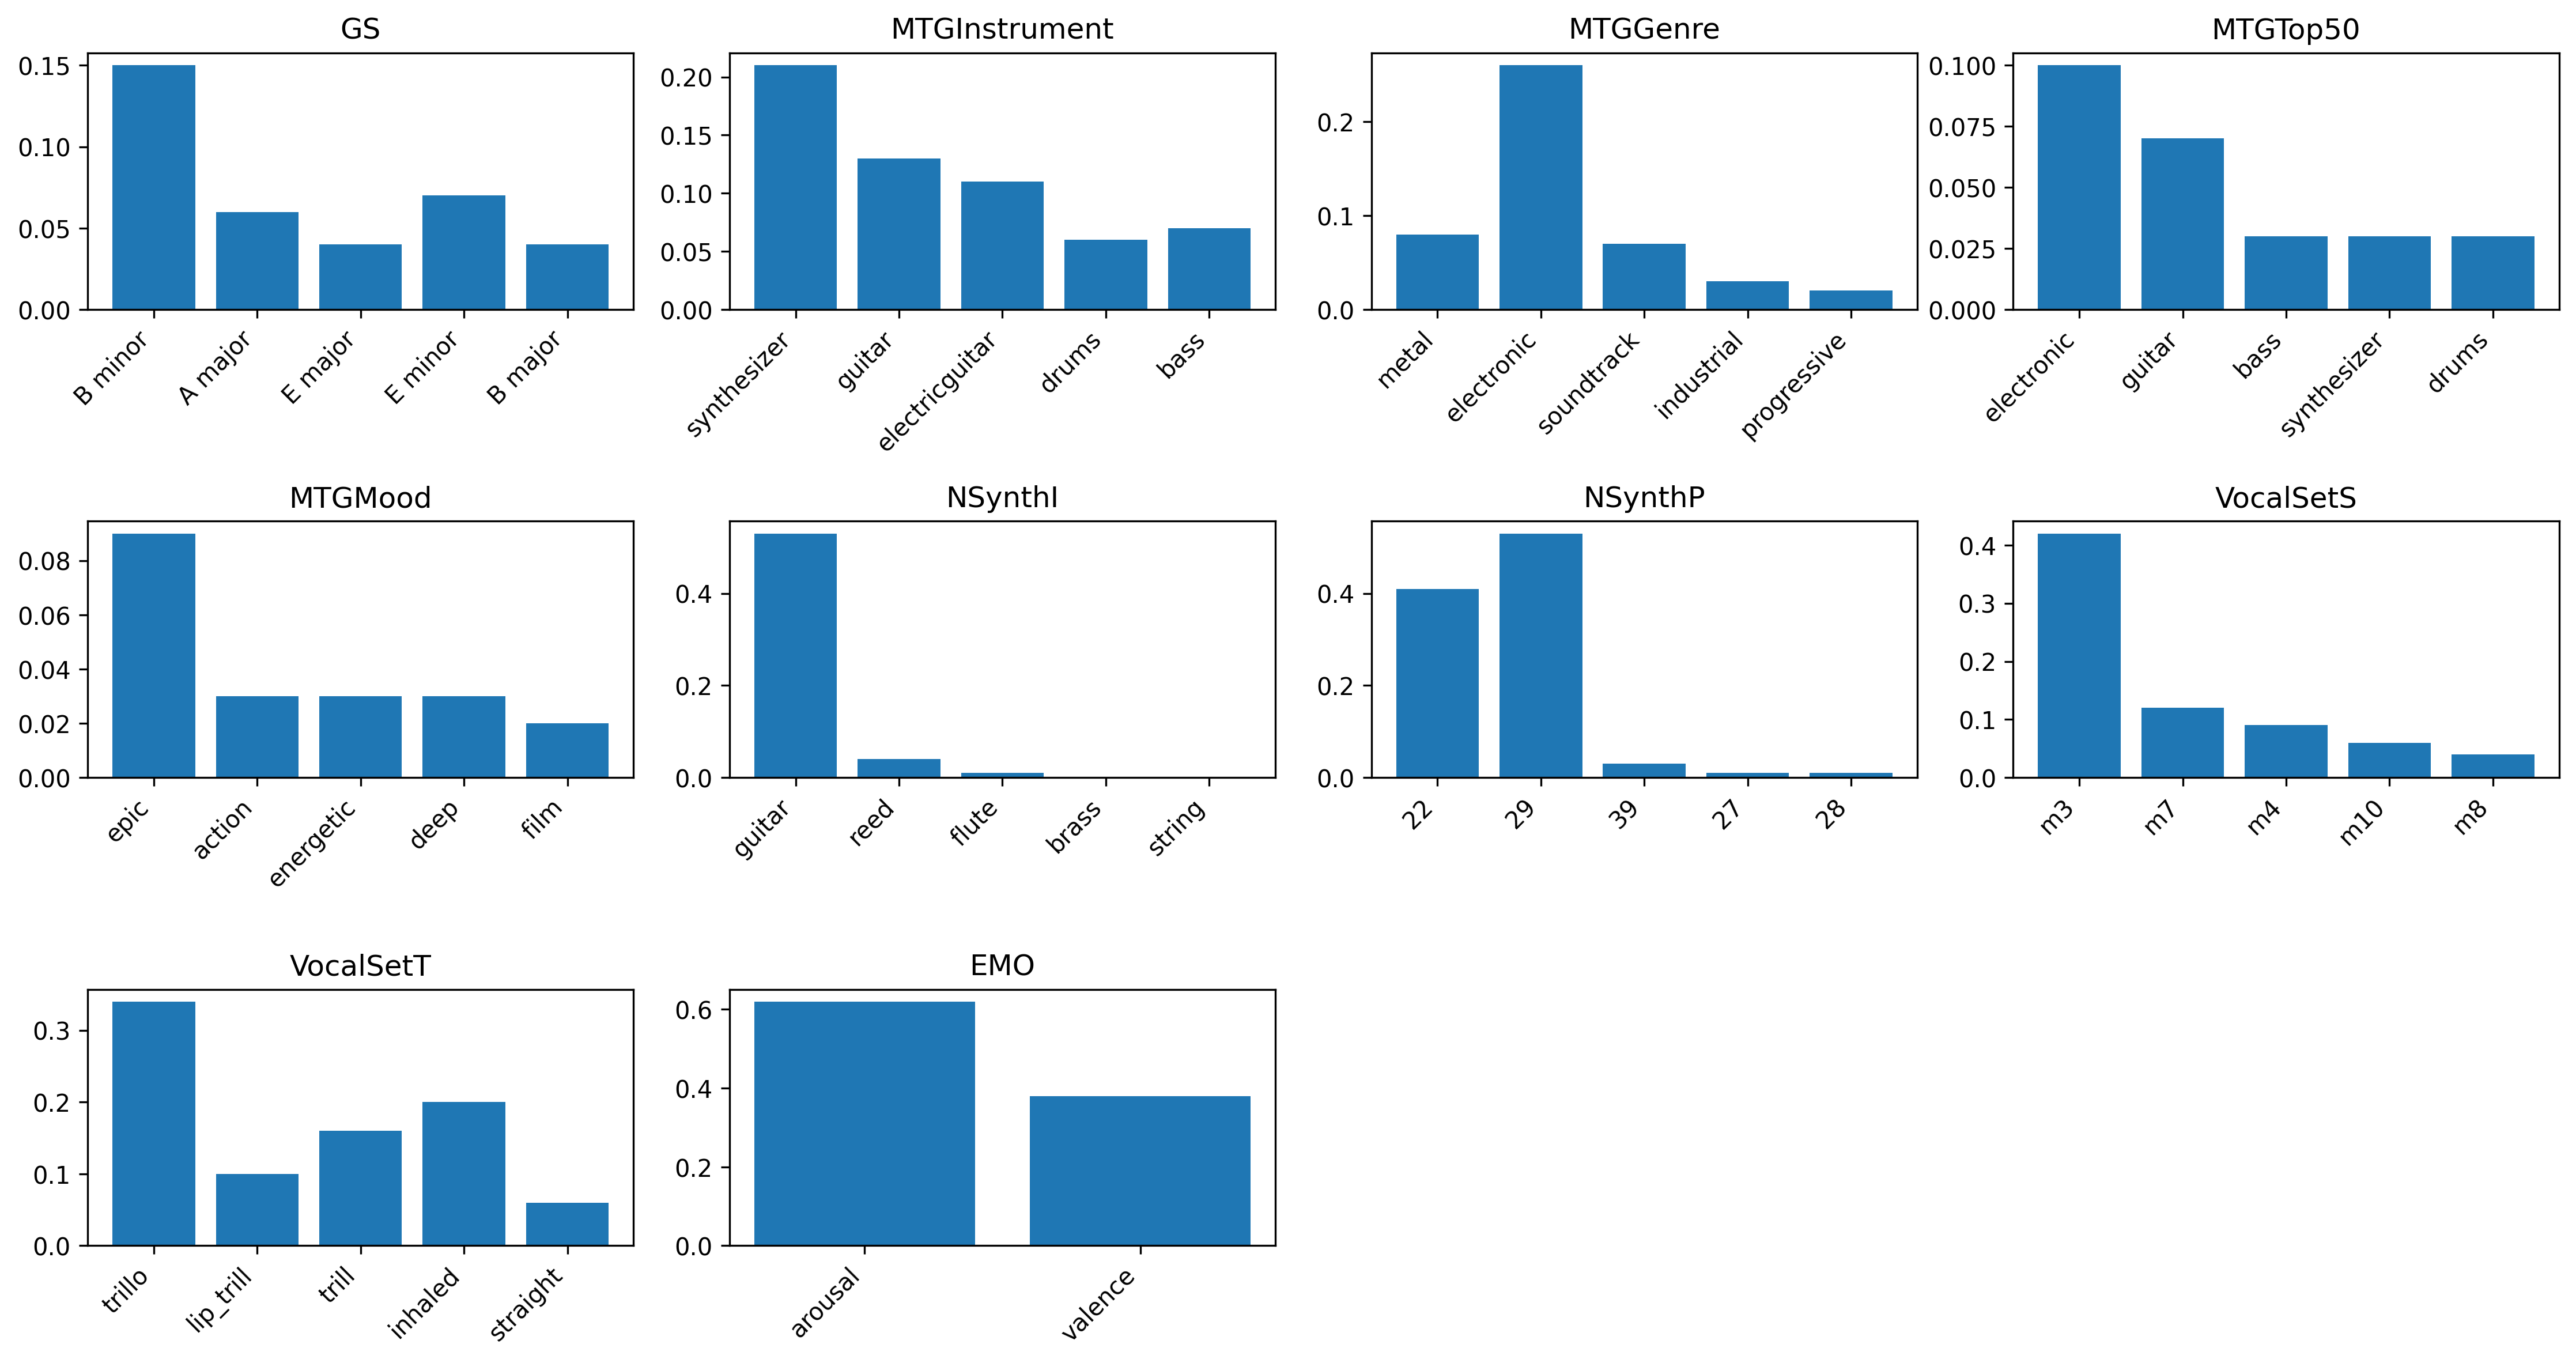 GS
0.15
0.10
0.05
0.00
B minor
A major
E major
E minor
B major
MTGInstrument
0.20
0.15
0.10
0.05
0.00
synthesizer
guitar
electricguitar
drums
bass
MTGGenre
0.2
0.1
0.0
metal
electronic
soundtrack
industrial
progressive
MTGTop50
0.100
0.075
0.050
0.025
0.000
electronic
guitar
bass
synthesizer
drums
MTGMood
0.08
0.06
0.04
0.02
0.00
epic
action
energetic
deep
film
NSynthI
0.4
0.2
0.0
guitar
reed
flute
brass
string
NSynthP
0.4
0.2
0.0
22
29
39
27
28
VocalSetS
0.4
0.3
0.2
0.1
0.0
m3
m7
m4
m10
m8
VocalSetT
0.3
0.2
0.1
0.0
trillo
lip_trill
trill
inhaled
straight
EMO
0.6
0.4
0.2
0.0
arousal
valence